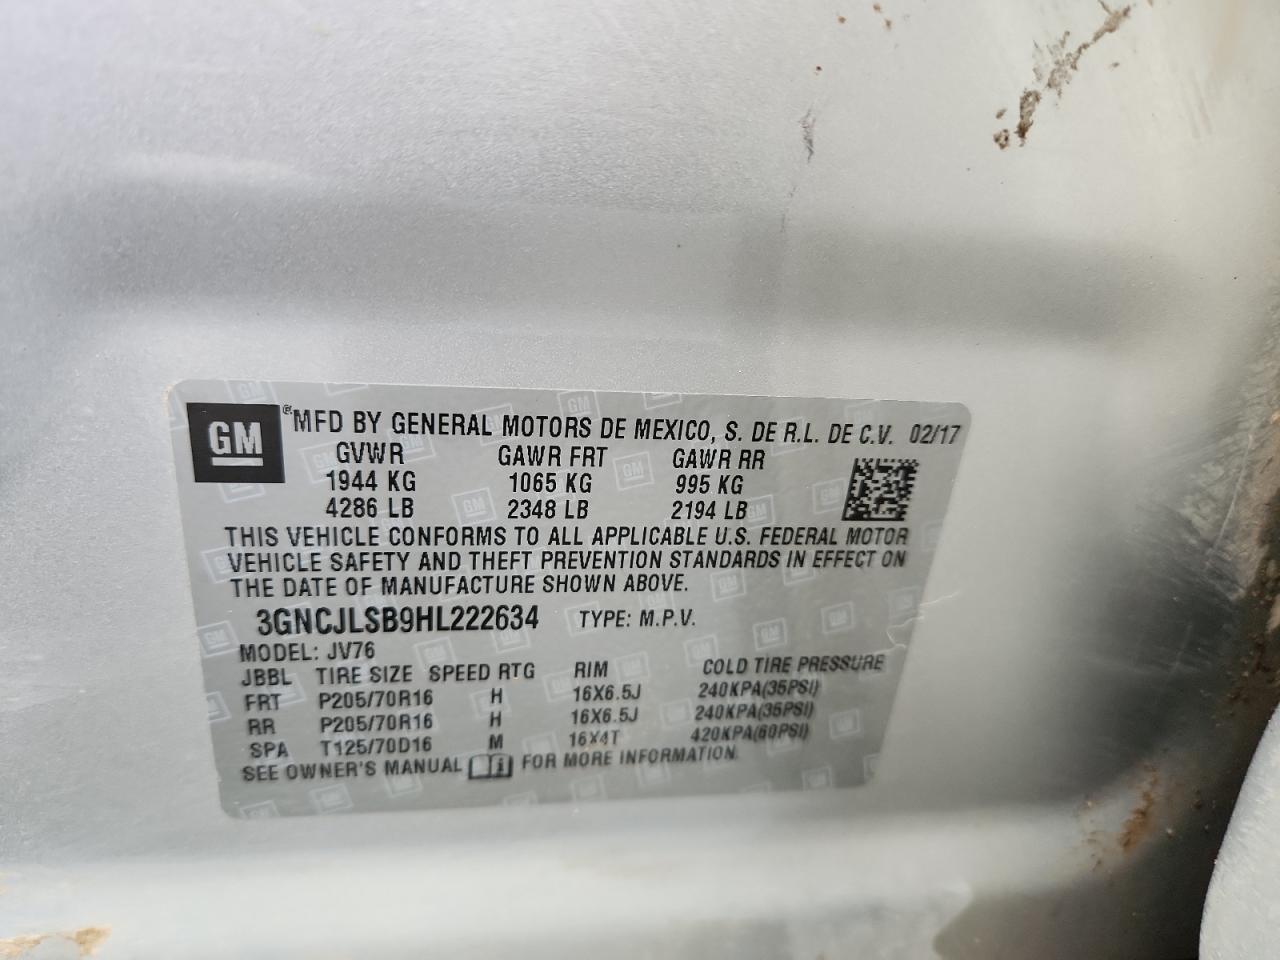 GM ® MFD BY GENERAL MOTORS DE MEXICO, S. DE R.L. DE C.V. 02/17
GVWR GAWR FRT GAWR RR
1944 KG 1065 KG 995 KG
4286 LB 2348 LB 2194 LB
THIS VEHICLE CONFORMS TO ALL APPLICABLE U.S. FEDERAL MOTOR
VEHICLE SAFETY AND THEFT PREVENTION STANDARDS IN EFFECT ON
THE DATE OF MANUFACTURE SHOWN ABOVE.
3GNCJLSB9HL222634 TYPE: M.P.V.
MODEL: JV76
JBBL TIRE SIZE SPEED RTG RIM COLD TIRE PRESSURE
FRT P205/70R16 H 16X6.5J 240KPA(35PSI)
RR P205/70R16 H 16X6.5J 240KPA(35PSI)
SPA T125/70D16 M 16X4T 420KPA(60PSI)
SEE OWNER'S MANUAL i FOR MORE INFORMATION.